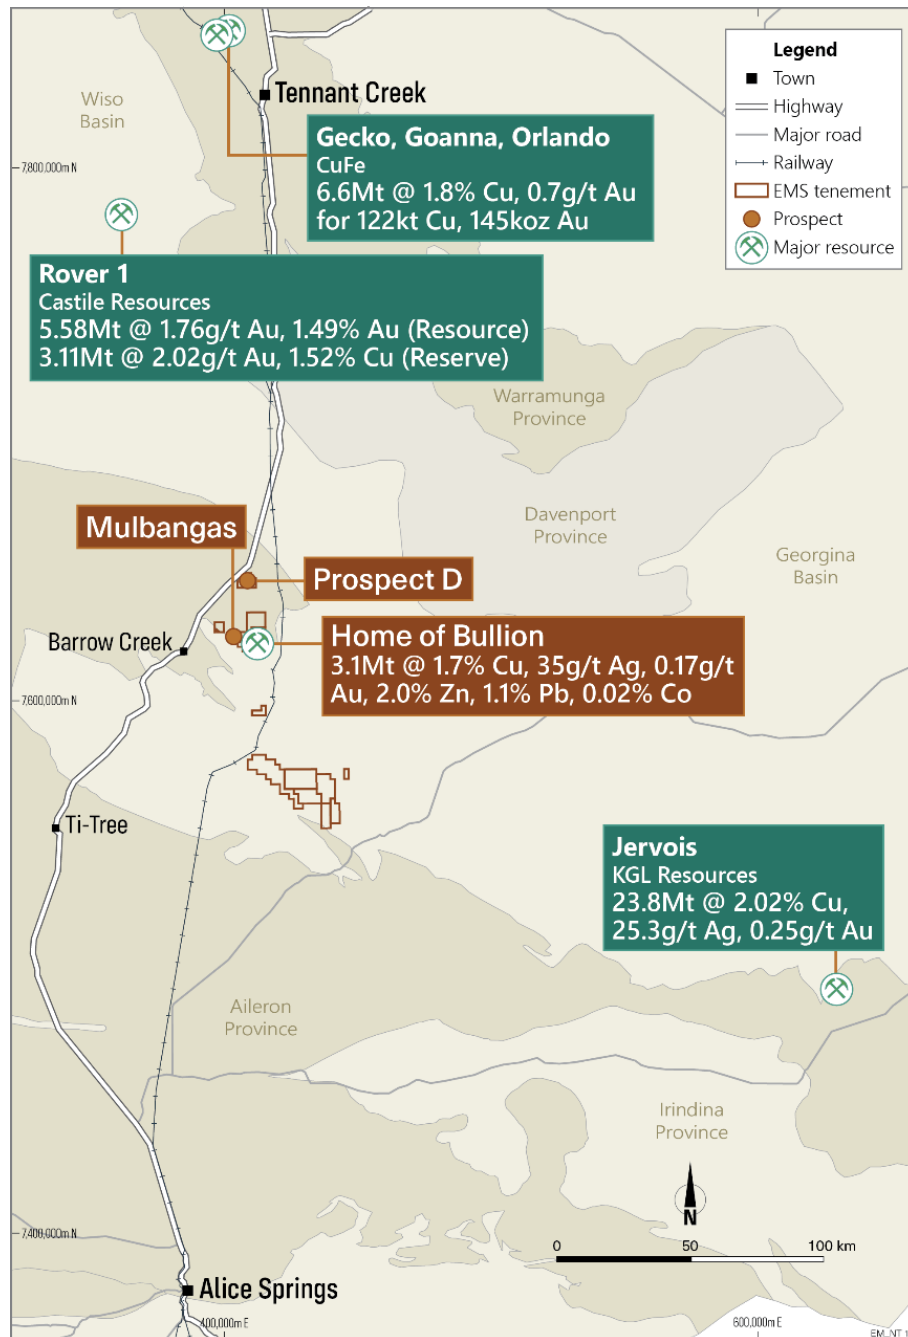 Legend
Town
Highway
Major road
Railway
EMS tenement
Prospect
Major resource
Wiso
Basin
Tennant Creek
Gecko, Goanna, Orlando
CuFe
6.6Mt @ 1.8% Cu, 0.7g/t Au
for 122kt Cu, 145koz Au
7,800,000m N
Rover 1
Castile Resources
5.58Mt @ 1.76g/t Au, 1.49% Au (Resource)
3.11Mt @ 2.02g/t Au, 1.52% Cu (Reserve)
Warramunga
Province
Davenport
Province
Georgina
Basin
Mulbangas
Prospect D
Barrow Creek
Home of Bullion
3.1Mt @ 1.7% Cu, 35g/t Ag, 0.17g/t
Au, 2.0% Zn, 1.1% Pb, 0.02% Co
7,600,000m N
Ti-Tree
Jervois
KGL Resources
23.8Mt @ 2.02% Cu,
25.3g/t Ag, 0.25g/t Au
Aileron
Province
Irindina
Province
N
7,400,000m N
0 50 100 km
Alice Springs
400,000m E
600,000m E